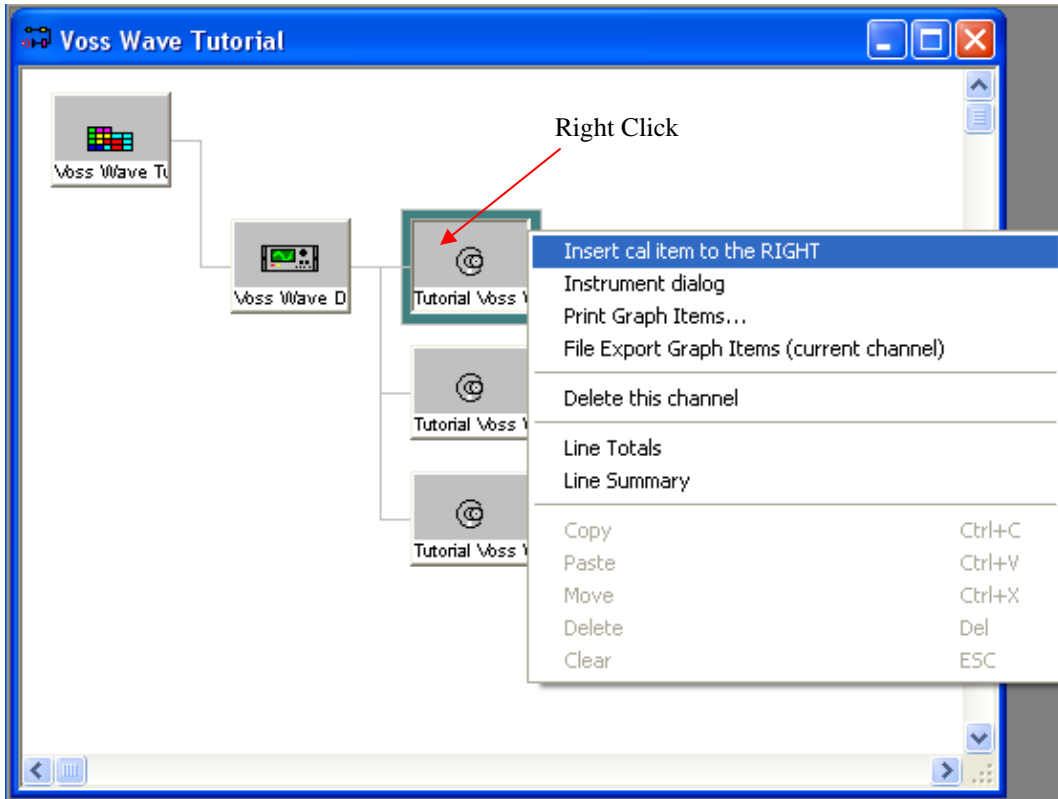 Voss Wave Tutorial
Right Click
Voss Wave Tu
Voss Wave D
Tutorial Voss W
Tutorial Voss W
Tutorial Voss W
Insert cal item to the RIGHT
Instrument dialog
Print Graph Items...
File Export Graph Items (current channel)
Delete this channel
Line Totals
Line Summary
Copy Ctrl+C
Paste Ctrl+V
Move Ctrl+X
Delete Del
Clear ESC